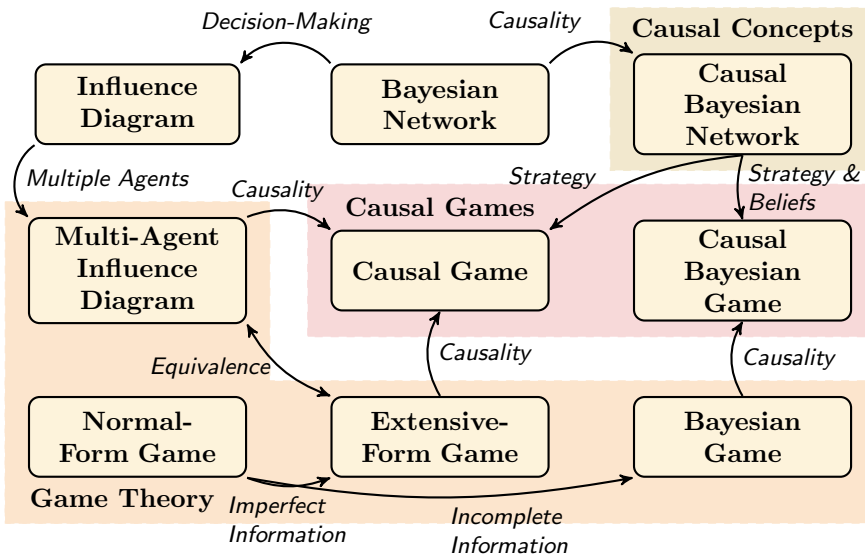 Decision-Making
Causality
Causal Concepts
Influence
Diagram
Bayesian
Network
Causal
Bayesian
Network
Multiple Agents
Causality
Strategy
Strategy &
Beliefs
Causal Games
Multi-Agent
Influence
Diagram
Causal Game
Causal
Bayesian
Game
Equivalence
Causality
Causality
Normal-
Form Game
Extensive-
Form Game
Bayesian
Game
Game Theory
Imperfect
Information
Incomplete
Information